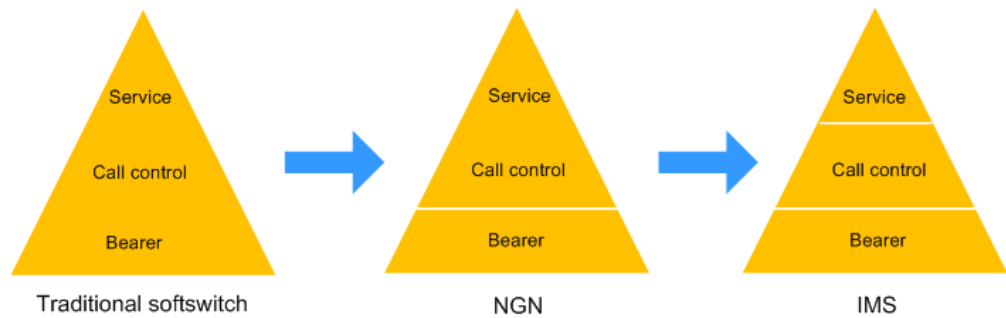 Service
Call control
Bearer
Traditional softswitch
Service
Call control
Bearer
NGN
Service
Call control
Bearer
IMS